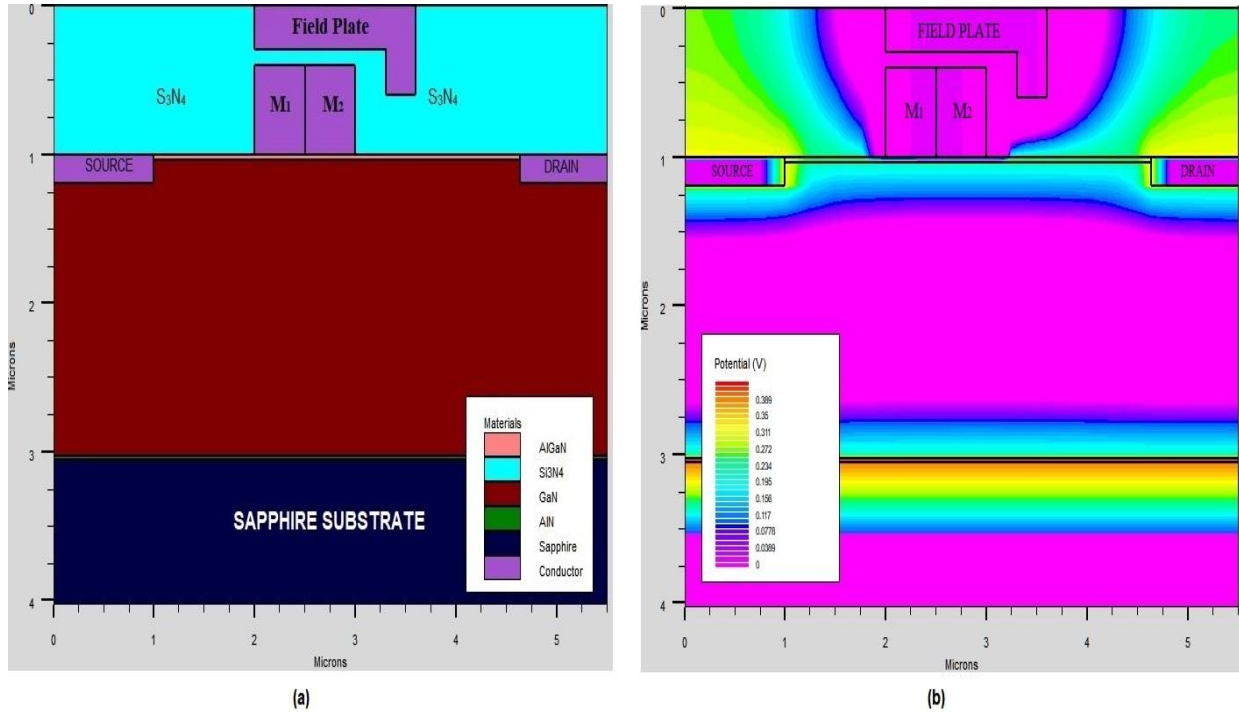 Field Plate
S₃N₄
M₁ M₂
S₃N₄
SOURCE
DRAIN
SAPPHIRE SUBSTRATE
Materials
AlGaN
Si3N4
GaN
AlN
Sapphire
Conductor
0
1
2
3
4
Microns
0 1 2 3 4 5
Microns
(a)
FIELD PLATE
M₁ M₂
SOURCE
DRAIN
Potential (V)
0.389
0.35
0.311
0.272
0.234
0.195
0.156
0.117
0.0778
0.0389
0
0
1
2
3
4
Microns
0 1 2 3 4 5
Microns
(b)